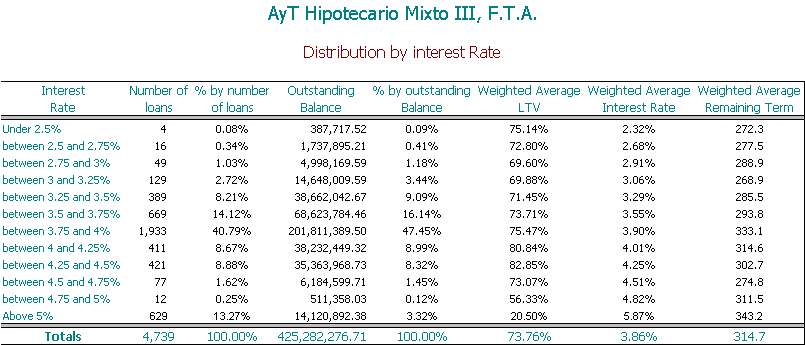 AyT Hipotecario Mixto III, F.T.A.
Distribution by interest Rate
Interest Rate Number of loans % by number of loans Outstanding Balance % by outstanding Balance Weighted Average LTV Weighted Average Interest Rate Weighted Average Remaining Term
Under 2.5% 4 0.08% 387,717.52 0.09% 75.14% 2.32% 272.3
between 2.5 and 2.75% 16 0.34% 1,737,895.21 0.41% 72.80% 2.68% 277.5
between 2.75 and 3% 49 1.03% 4,998,169.59 1.18% 69.60% 2.91% 288.9
between 3 and 3.25% 129 2.72% 14,648,009.59 3.44% 69.88% 3.06% 268.9
between 3.25 and 3.5% 389 8.21% 38,662,042.67 9.09% 71.45% 3.29% 285.5
between 3.5 and 3.75% 669 14.12% 68,623,784.46 16.14% 73.71% 3.55% 293.8
between 3.75 and 4% 1,933 40.79% 201,811,389.50 47.45% 75.47% 3.90% 333.1
between 4 and 4.25% 411 8.67% 38,232,449.32 8.99% 80.84% 4.01% 314.6
between 4.25 and 4.5% 421 8.88% 35,363,968.73 8.32% 82.85% 4.25% 302.7
between 4.5 and 4.75% 77 1.62% 6,184,599.71 1.45% 73.07% 4.51% 274.8
between 4.75 and 5% 12 0.25% 511,358.03 0.12% 56.33% 4.82% 311.5
Above 5% 629 13.27% 14,120,892.38 3.32% 20.50% 5.87% 343.2
Totals 4,739 100.00% 425,282,276.71 100.00% 73.76% 3.86% 314.7